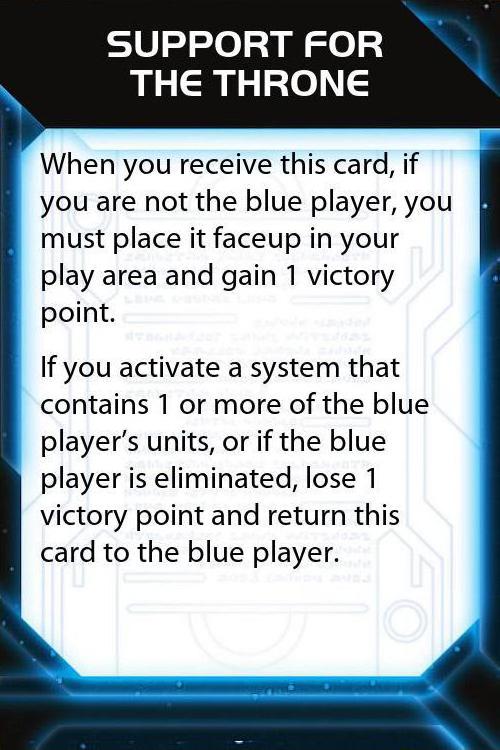 SUPPORT FOR
THE THRONE
When you receive this card, if
you are not the blue player, you
must place it faceup in your
play area and gain 1 victory
point.
If you activate a system that
contains 1 or more of the blue
player's units, or if the blue
player is eliminated, lose 1
victory point and return this
card to the blue player.